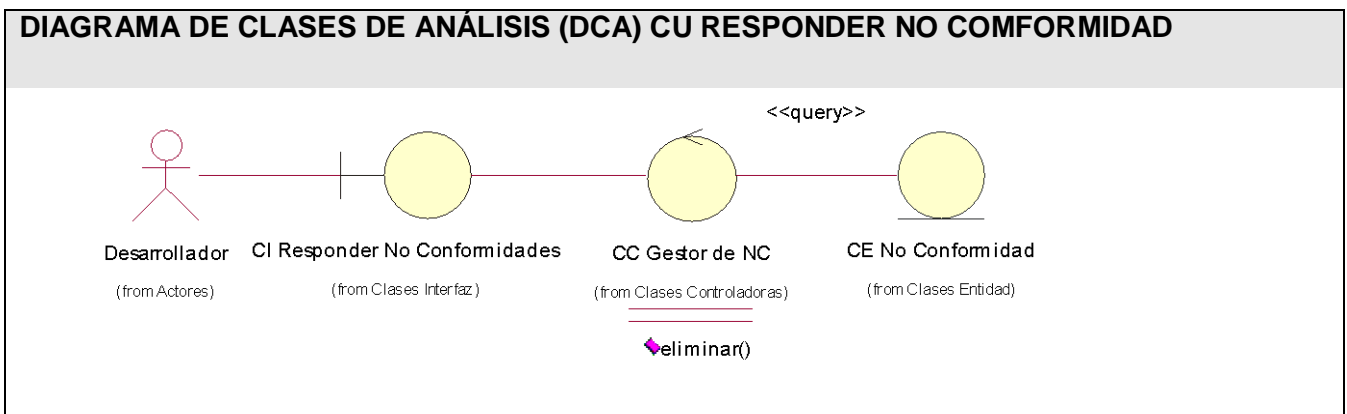 DIAGRAMA DE CLASES DE ANÁLISIS (DCA) CU RESPONDER NO COMFORMIDAD
<<query>>
Desarrollador CI Responder No Conformidades CC Gestor de NC CE No Conformidad
(from Actores) (from Clases Interfaz) (from Clases Controladoras) (from Clases Entidad)
eliminar()